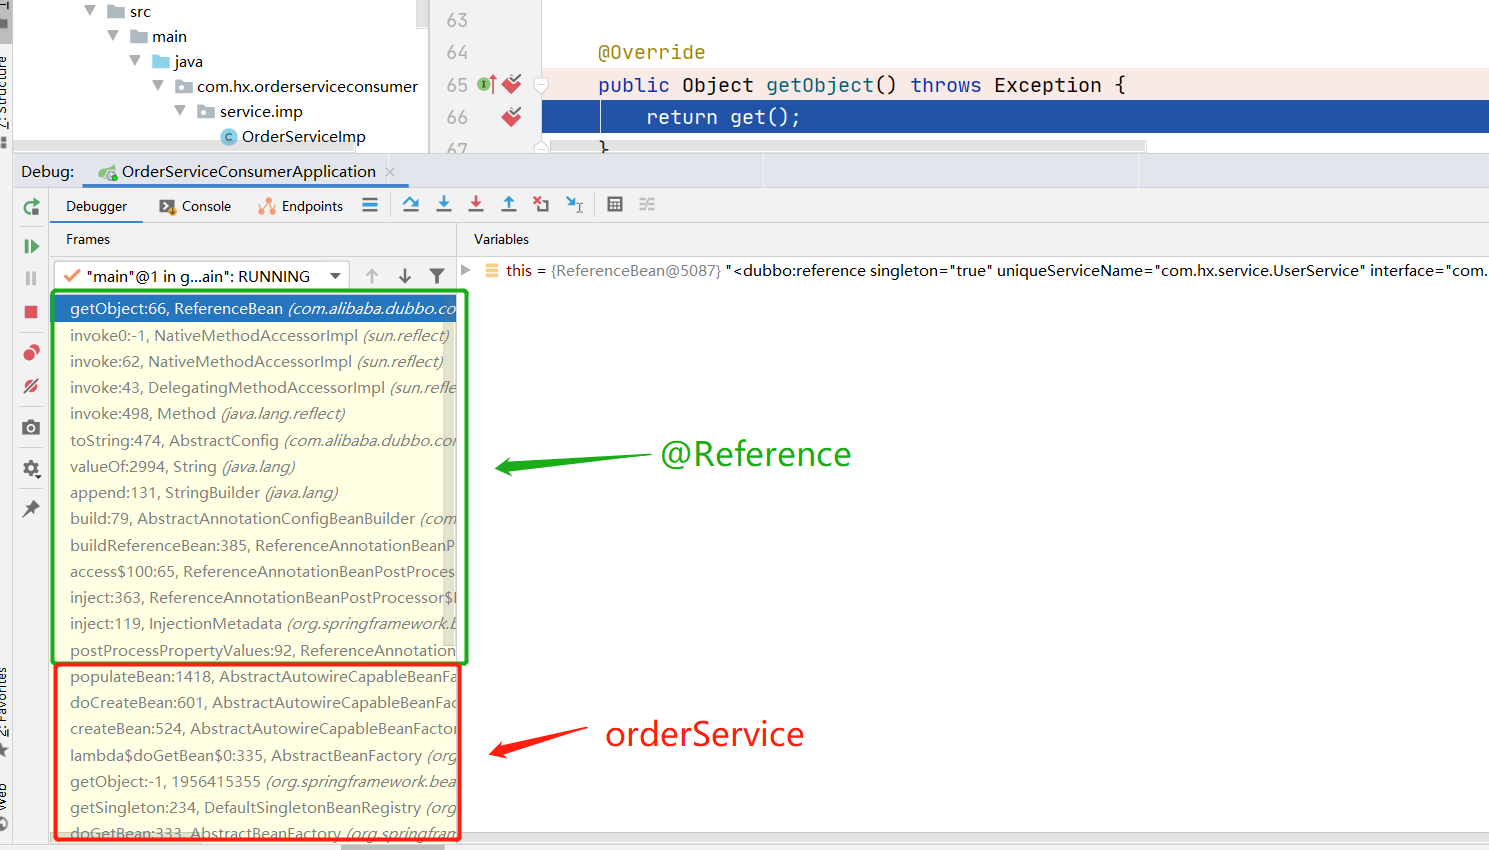 src
main
java
com.hx.orderserviceconsumer
service.imp
OrderServiceImp
63
64 @Override
65 public Object getObject() throws Exception {
66 return get();
67 }
Debug: OrderServiceConsumerApplication
Debugger Console Endpoints
Frames Variables
"main"@1 in g...ain": RUNNING
this = {ReferenceBean@5087} "<dubbo:reference singleton="true" uniqueServiceName="com.hx.service.UserService" interface="com.
getObject:66, ReferenceBean (com.alibaba.dubbo.co
invoke0:-1, NativeMethodAccessorImpl (sun.reflect)
invoke:62, NativeMethodAccessorImpl (sun.reflect)
invoke:43, DelegatingMethodAccessorImpl (sun.refle
invoke:498, Method (java.lang.reflect)
toString:474, AbstractConfig (com.alibaba.dubbo.con
valueOf:2994, String (java.lang)
append:131, StringBuilder (java.lang)
build:79, AbstractAnnotationConfigBeanBuilder (com
buildReferenceBean:385, ReferenceAnnotationBeanP
access$100:65, ReferenceAnnotationBeanPostProces
inject:363, ReferenceAnnotationBeanPostProcessor$
inject:119, InjectionMetadata (org.springframework.b
postProcessPropertyValues:92, ReferenceAnnotation
populateBean:1418, AbstractAutowireCapableBeanFa
doCreateBean:601, AbstractAutowireCapableBeanFac
createBean:524, AbstractAutowireCapableBeanFactor
lambda$doGetBean$0:335, AbstractBeanFactory (org
getObject:-1, 1956415355 (org.springframework.bea
getSingleton:234, DefaultSingletonBeanRegistry (org
doGetBean:333, AbstractBeanFactory (org.springfram
@Reference
orderService
Z: Structure
2: Favorites
Web